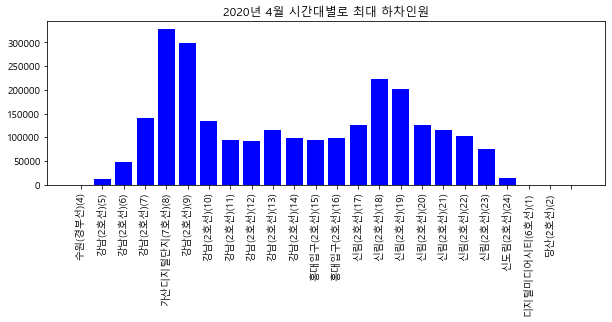 2020년 4월 시간대별로 최대 하차인원
300000
250000
200000
150000
100000
50000
0
수원(경부선)(4)
강남(2호선)(5)
강남(2호선)(6)
강남(2호선)(7)
가산디지털단지(7호선)(8)
강남(2호선)(9)
강남(2호선)(10)
강남(2호선)(11)
강남(2호선)(12)
강남(2호선)(13)
강남(2호선)(14)
홍대입구(2호선)(15)
홍대입구(2호선)(16)
신림(2호선)(17)
신림(2호선)(18)
신림(2호선)(19)
신림(2호선)(20)
신림(2호선)(21)
신림(2호선)(22)
신림(2호선)(23)
신도림(2호선)(24)
디지털미디어시티(6호선)(1)
당산(2호선)(2)